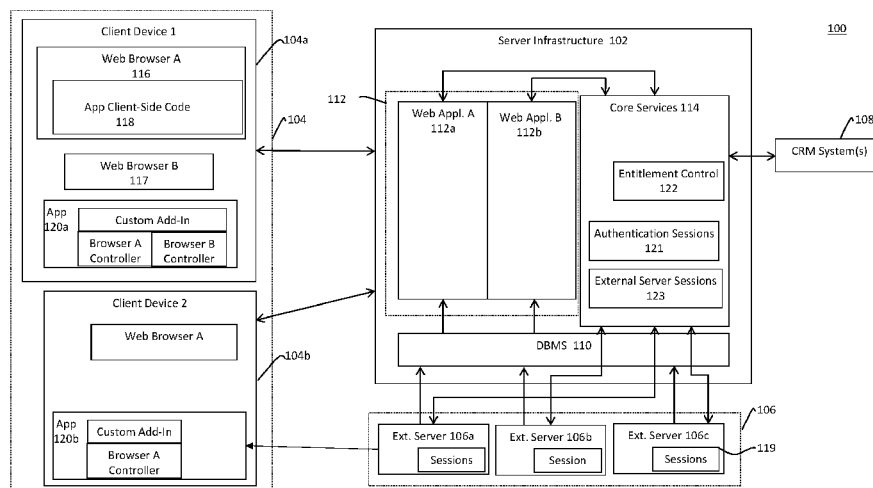 100
Client Device 1
104a
Web Browser A
116
App Client-Side Code
118
104
Web Browser B
117
App
120a
Custom Add-In
Browser A
Controller
Browser B
Controller
Client Device 2
Web Browser A
104b
App
120b
Custom Add-In
Browser A
Controller
Server Infrastructure 102
112
Web Appl. A
112a
Web Appl. B
112b
Core Services 114
Entitlement Control
122
Authentication Sessions
121
External Server Sessions
123
DBMS 110
108
CRM System(s)
106
Ext. Server 106a
Sessions
Ext. Server 106b
Session
Ext. Server 106c
Sessions
119